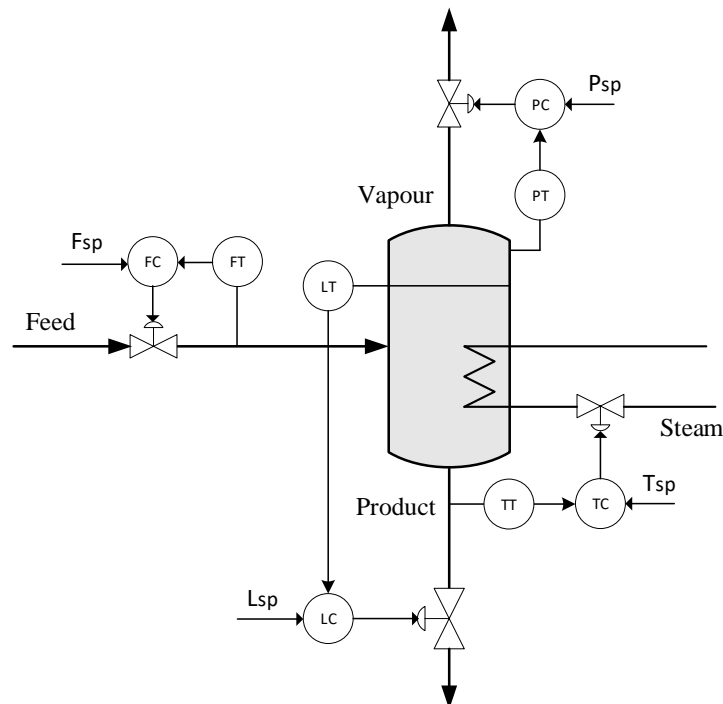 PC
Psp
PT
Vapour
Fsp
FC
FT
LT
Feed
Steam
Product
TT
TC
Tsp
Lsp
LC